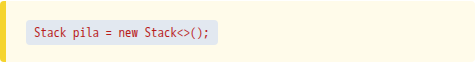 Stack pila = new Stack<>();